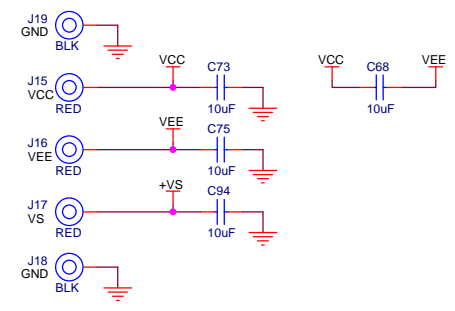 J19
GND
BLK
J15
VCC
RED
VCC
C73
10uF
VCC
C68
10uF
VEE
J16
VEE
RED
VEE
C75
10uF
J17
VS
RED
+VS
C94
10uF
J18
GND
BLK